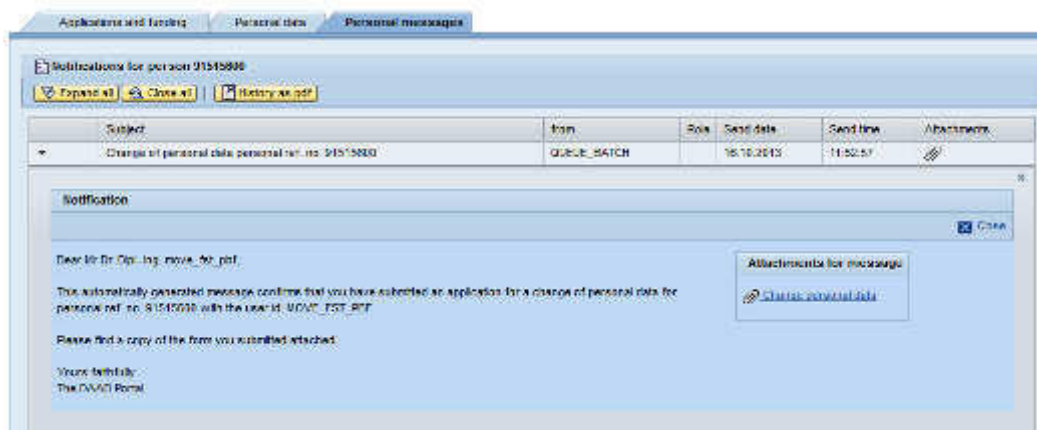 Applications and funding Personal data Personal messages
Notifications for person 91515600
Expand all Close all History as pdf
Subject from Role Send date Send time Attachments
Change of personal data personal ref. no. 91515600 QUEUE_BATCH 16.10.2013 11:52:57
Notification
Close
Dear Mr Dr. Dipl.-Ing. move_fst_pbf,
Attachments for message
This automatically generated message confirms that you have submitted an application for a change of personal data for
Change personal data
personal ref. no. 91515600 with the user id. MOVE_FST_PBF
Please find a copy of the form you submitted attached.
Yours faithfully
The DAAD Portal